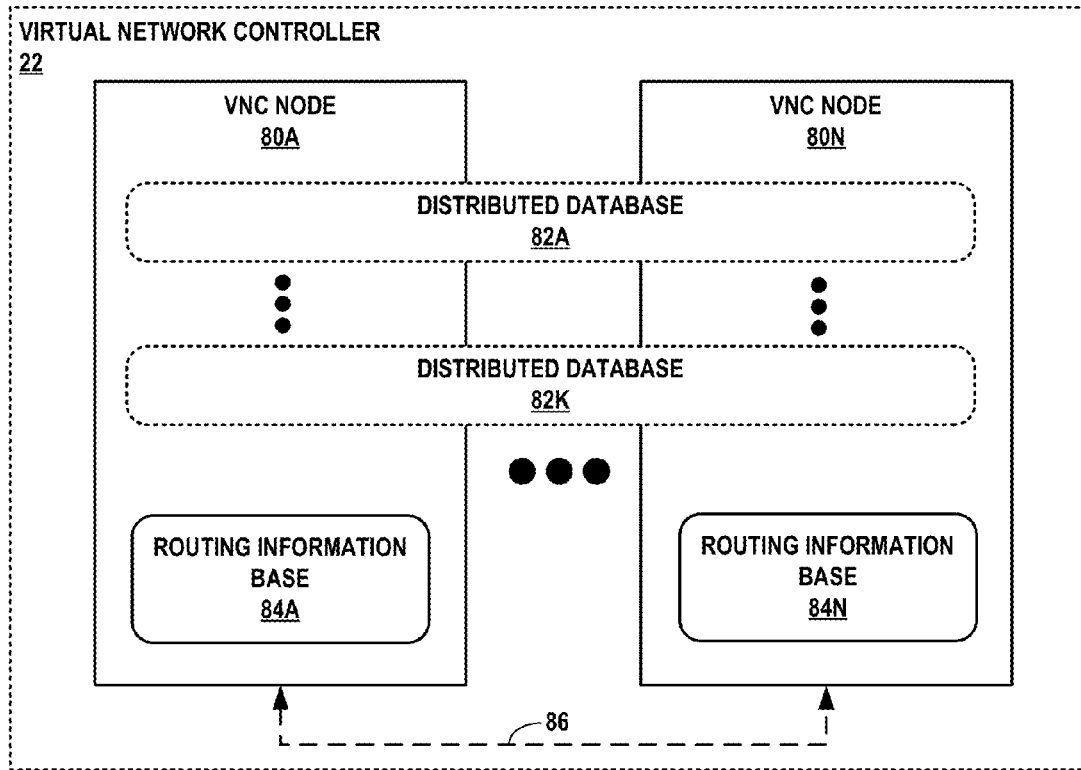 VIRTUAL NETWORK CONTROLLER
22
VNC NODE
80A
VNC NODE
80N
DISTRIBUTED DATABASE
82A
DISTRIBUTED DATABASE
82K
ROUTING INFORMATION
BASE
84A
ROUTING INFORMATION
BASE
84N
86